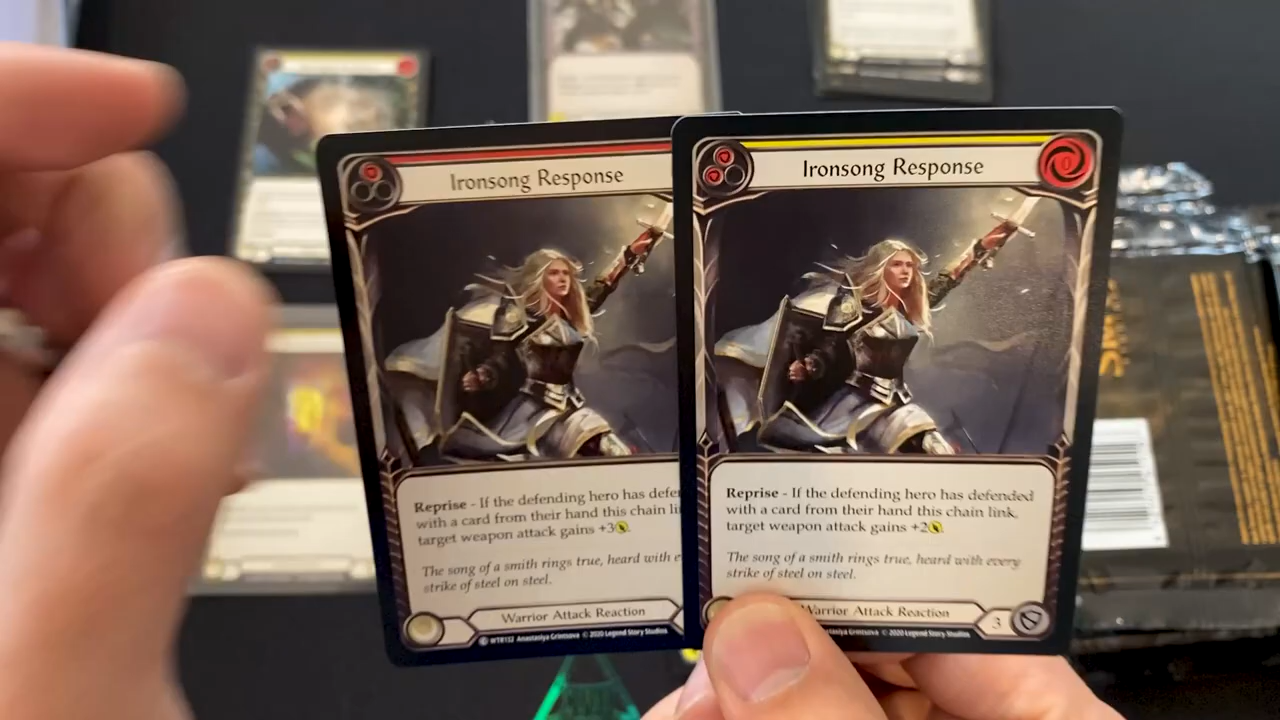 Ironsong Response
Reprise - If the defending hero has defe
with a card from their hand this chain li
target weapon attack gains +3
The song of a smith rings true, heard with e
strike of steel on steel.
Warrior Attack Reaction
WTR132 Anastasiya Grintsova © 2020 Legend Story Studios
Ironsong Response
0
Reprise - If the defending hero has defended
with a card from their hand this chain link,
target weapon attack gains +2
The song of a smith rings true, heard with every
strike of steel on steel.
Warrior Attack Reaction
3
Grintsova © 2020 Legend Story Studios